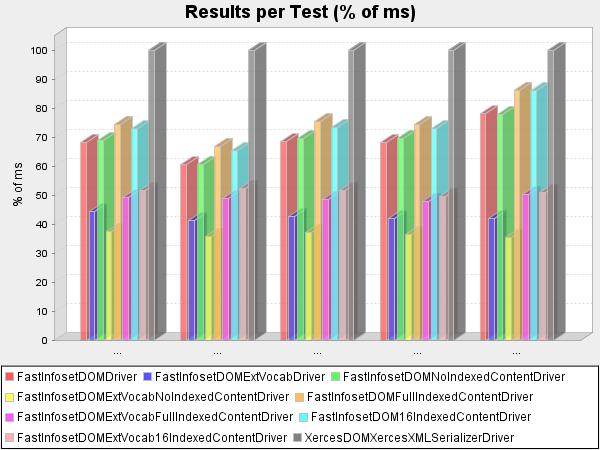 Results per Test (% of ms)
100
90
80
70
60
50
40
30
20
10
0
% of ms
... ... ... ... ...
FastInfosetDOMDriver FastInfosetDOMExtVocabDriver FastInfosetDOMNoIndexedContentDriver
FastInfosetDOMExtVocabNoIndexedContentDriver FastInfosetDOMFullIndexedContentDriver
FastInfosetDOMExtVocabFullIndexedContentDriver FastInfosetDOM16IndexedContentDriver
FastInfosetDOMExtVocab16IndexedContentDriver XercesDOMXercesXMLSerializerDriver